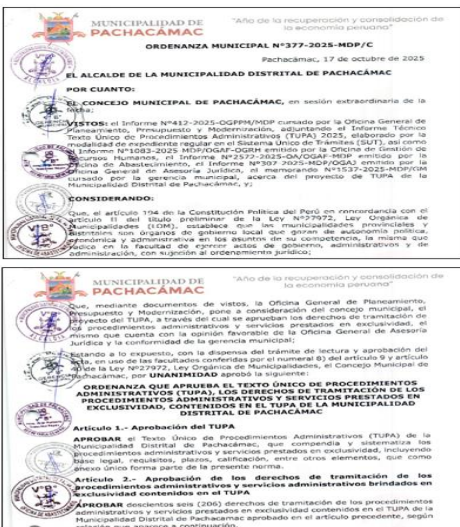 MUNICIPALIDAD DE
PACHACÁMAC
"Año de la recuperación y consolidación de
la economía peruana"
ORDENANZA MUNICIPAL N°377-2025-MDP/C
Pachacámac, 17 de octubre de 2025
EL ALCALDE DE LA MUNICIPALIDAD DISTRITAL DE PACHACÁMAC
POR CUANTO:
EL CONCEJO MUNICIPAL DE PACHACÁMAC, en sesión extraordinaria de la
fecha;
VISTOS: el Informe N°412-2025-OGPPM/MDP cursado por la Oficina General de
Planeamiento, Presupuesto y Modernización, adjuntando el Informe Técnico
Texto Único de Procedimientos Administrativos (TUPA) 2025, elaborado por la
modalidad de expediente regular en el Sistema Único de Trámites (SUT), así como
el Informe N°1083-2025-MDP/OGAF-OGRH emitido por la Oficina de Gestión de
Recursos Humanos, el Informe N°2572-2025-OA/OGAF-MDP emitido por la
Oficina de Abastecimiento, el Informe N°397-2025-MDP/OGAJ emitido por la
Oficina General de Asesoría Jurídica, el memorando N°1537-2025-MDP/GM
cursado por la gerencia municipal, acerca del proyecto de TUPA de la
Municipalidad Distrital de Pachacámac, y;
CONSIDERANDO:
Que, el artículo 194 de la Constitución Política del Perú en concordancia con el
artículo II del título preliminar de la Ley N°27972, Ley Orgánica de
Municipalidades (LOM), establece que las municipalidades provinciales y
distritales son órganos de gobierno local que gozan de autonomía política,
económica y administrativa en los asuntos de su competencia, la misma que
radica en la facultad de ejercer actos de gobierno, administrativos y de
administración, con sujeción al ordenamiento jurídico;
MUNICIPALIDAD DE
PACHACÁMAC
"Año de la recuperación y consolidación de
la economía peruana"
Que, mediante documentos de vistos, la Oficina General de Planeamiento,
Presupuesto y Modernización, pone a consideración del concejo municipal, el
proyecto del TUPA, a través del cual se aprueban los derechos de tramitación de
los procedimientos administrativos y servicios prestados en exclusividad, el
mismo que cuenta con la opinión favorable de la Oficina General de Asesoría
Jurídica y la conformidad de la gerencia municipal;
Estando a lo expuesto, con la dispensa del trámite de lectura y aprobación del
acta, en uso de las facultades conferidas por el numeral 8) del artículo 9 y artículo
40 de la Ley N°27972, Ley Orgánica de Municipalidades, el Concejo Municipal de
Pachacámac, por UNANIMIDAD aprobó la siguiente:
ORDENANZA QUE APRUEBA EL TEXTO ÚNICO DE PROCEDIMIENTOS
ADMINISTRATIVOS (TUPA), LOS DERECHOS DE TRAMITACIÓN DE LOS
PROCEDIMIENTOS ADMINISTRATIVOS Y SERVICIOS PRESTADOS EN
EXCLUSIVIDAD, CONTENIDOS EN EL TUPA DE LA MUNICIPALIDAD
DISTRITAL DE PACHACÁMAC
Artículo 1.- Aprobación del TUPA
APROBAR el Texto Único de Procedimientos Administrativos (TUPA) de la
Municipalidad Distrital de Pachacámac, que compendia y sistematiza los
procedimientos administrativos y servicios prestados en exclusividad, incluyendo
base legal, requisitos, plazos, calificación, entre otros elementos, que como
anexo único forma parte de la presente norma.
Artículo 2.- Aprobación de los derechos de tramitación de los
procedimientos administrativos y servicios administrativos brindados en
exclusividad contenidos en el TUPA
APROBAR doscientos seis (206) derechos de tramitación de los procedimientos
administrativos y servicios prestados en exclusividad contenidos en el TUPA de la
Municipalidad Distrital de Pachacámac aprobado en el artículo precedente, según